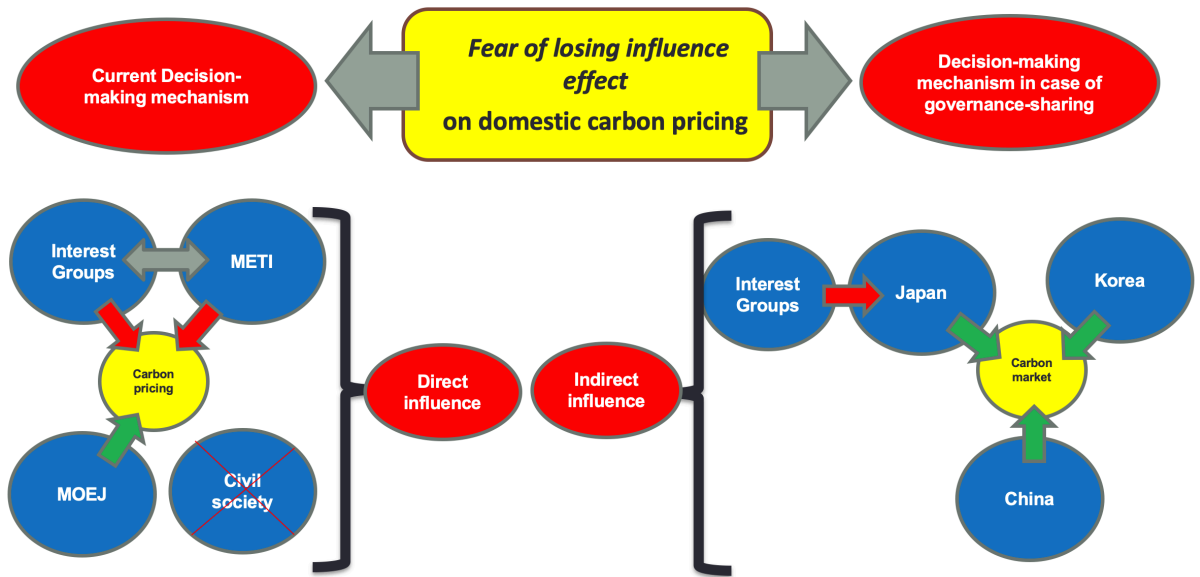 Current Decision-
making mechanism
Fear of losing influence
effect
on domestic carbon pricing
Decision-making
mechanism in case of
governance-sharing
Interest
Groups
METI
Carbon
pricing
MOEJ
Civil
society
Direct
influence
Indirect
influence
Interest
Groups
Japan
Korea
Carbon
market
China